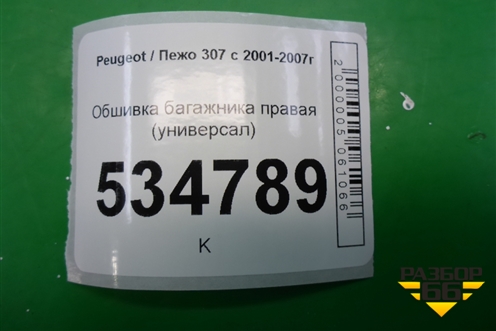 Peugeot / Пежо 307 с 2001-2007г
Обшивка багажника правая
(универсал)
534789
К
2000005061066
РАЗБОР
66